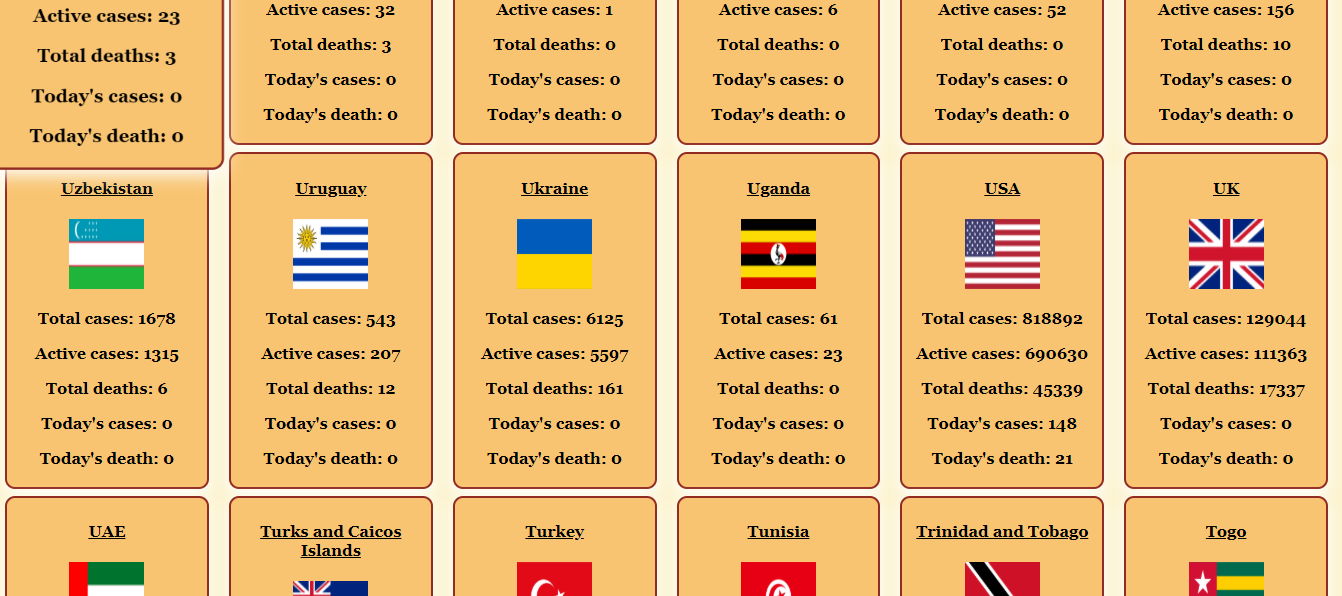 Active cases: 23
Total deaths: 3
Today's cases: 0
Today's death: 0
Active cases: 32
Total deaths: 3
Today's cases: 0
Today's death: 0
Active cases: 1
Total deaths: 0
Today's cases: 0
Today's death: 0
Active cases: 6
Total deaths: 0
Today's cases: 0
Today's death: 0
Active cases: 52
Total deaths: 0
Today's cases: 0
Today's death: 0
Active cases: 156
Total deaths: 10
Today's cases: 0
Today's death: 0
Uzbekistan
Total cases: 1678
Active cases: 1315
Total deaths: 6
Today's cases: 0
Today's death: 0
Uruguay
Total cases: 543
Active cases: 207
Total deaths: 12
Today's cases: 0
Today's death: 0
Ukraine
Total cases: 6125
Active cases: 5597
Total deaths: 161
Today's cases: 0
Today's death: 0
Uganda
Total cases: 61
Active cases: 23
Total deaths: 0
Today's cases: 0
Today's death: 0
USA
Total cases: 818892
Active cases: 690630
Total deaths: 45339
Today's cases: 148
Today's death: 21
UK
Total cases: 129044
Active cases: 111363
Total deaths: 17337
Today's cases: 0
Today's death: 0
UAE
Turks and Caicos
Islands
Turkey
Tunisia
Trinidad and Tobago
Togo